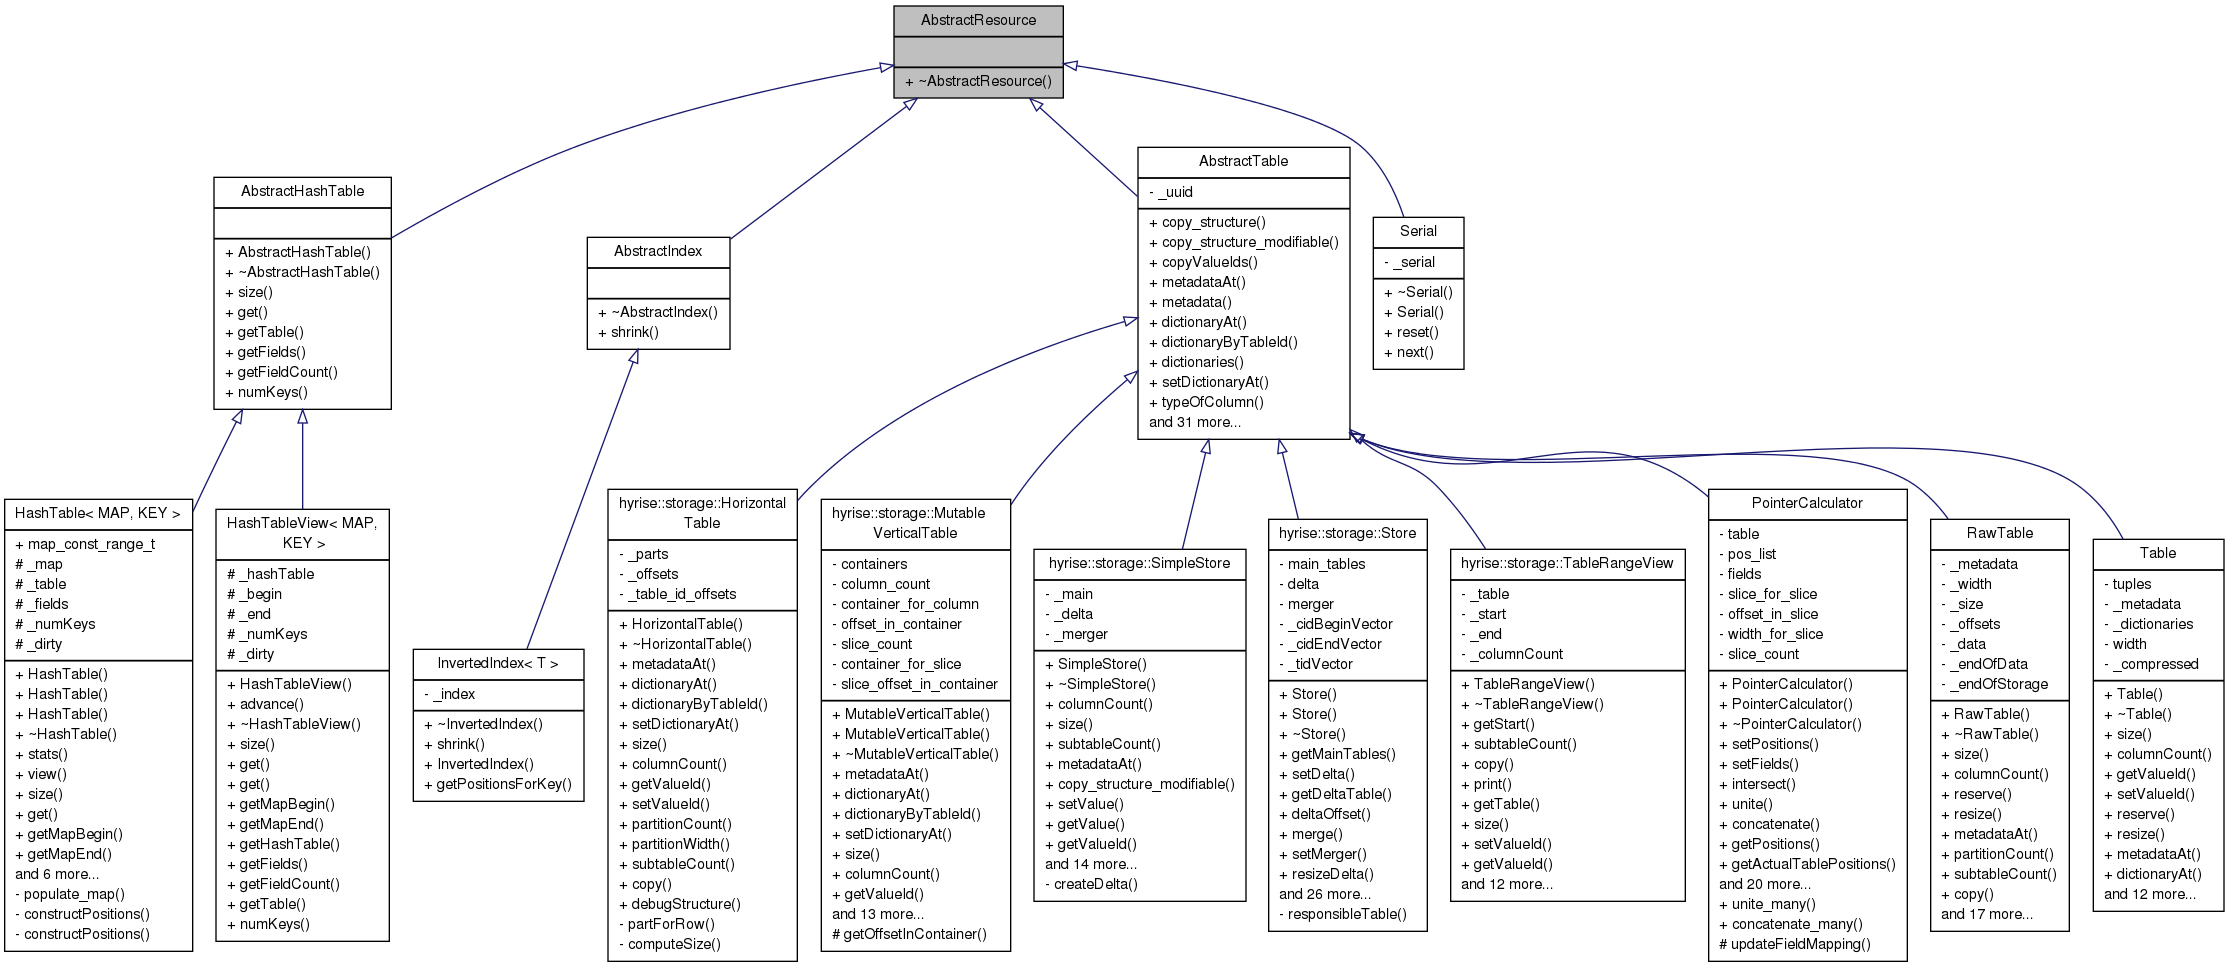 AbstractResource
+ ~AbstractResource()
AbstractHashTable
+ AbstractHashTable()
+ ~AbstractHashTable()
+ size()
+ get()
+ getTable()
+ getFields()
+ getFieldCount()
+ numKeys()
AbstractIndex
+ ~AbstractIndex()
+ shrink()
AbstractTable
- _uuid
+ copy_structure()
+ copy_structure_modifiable()
+ copyValueIds()
+ metadataAt()
+ metadata()
+ dictionaryAt()
+ dictionaryByTableId()
+ dictionaries()
+ setDictionaryAt()
+ typeOfColumn()
and 31 more...
Serial
- _serial
+ ~Serial()
+ Serial()
+ reset()
+ next()
HashTable< MAP, KEY >
+ map_const_range_t
# _map
# _table
# _fields
# _numKeys
# _dirty
+ HashTable()
+ HashTable()
+ HashTable()
+ ~HashTable()
+ stats()
+ view()
+ size()
+ get()
+ getMapBegin()
+ getMapEnd()
and 6 more...
- populate_map()
- constructPositions()
- constructPositions()
HashTableView< MAP,
KEY >
# _hashTable
# _begin
# _end
# _numKeys
# _dirty
+ HashTableView()
+ advance()
+ ~HashTableView()
+ size()
+ get()
+ get()
+ getMapBegin()
+ getMapEnd()
+ getHashTable()
+ getFields()
+ getFieldCount()
+ getTable()
+ numKeys()
InvertedIndex< T >
- _index
+ ~InvertedIndex()
+ shrink()
+ InvertedIndex()
+ getPositionsForKey()
hyrise::storage::Horizontal
Table
- _parts
- _offsets
- _table_id_offsets
+ HorizontalTable()
+ ~HorizontalTable()
+ metadataAt()
+ dictionaryAt()
+ dictionaryByTableId()
+ setDictionaryAt()
+ size()
+ columnCount()
+ getValueId()
+ setValueId()
+ partitionCount()
+ partitionWidth()
+ subtableCount()
+ copy()
+ debugStructure()
- partForRow()
- computeSize()
hyrise::storage::Mutable
VerticalTable
- containers
- column_count
- container_for_column
- offset_in_container
- slice_count
- container_for_slice
- slice_offset_in_container
+ MutableVerticalTable()
+ MutableVerticalTable()
+ ~MutableVerticalTable()
+ metadataAt()
+ dictionaryAt()
+ dictionaryByTableId()
+ setDictionaryAt()
+ size()
+ columnCount()
+ getValueId()
and 13 more...
# getOffsetInContainer()
hyrise::storage::SimpleStore
- _main
- _delta
- _merger
+ SimpleStore()
+ ~SimpleStore()
+ columnCount()
+ size()
+ subtableCount()
+ metadataAt()
+ copy_structure_modifiable()
+ setValue()
+ getValue()
+ getValueId()
and 14 more...
- createDelta()
hyrise::storage::Store
- main_tables
- delta
- merger
- _cidBeginVector
- _cidEndVector
- _tidVector
+ Store()
+ Store()
+ ~Store()
+ getMainTables()
+ setDelta()
+ getDeltaTable()
+ deltaOffset()
+ merge()
+ setMerger()
+ resizeDelta()
and 26 more...
- responsibleTable()
hyrise::storage::TableRangeView
- _table
- _start
- _end
- _columnCount
+ TableRangeView()
+ ~TableRangeView()
+ getStart()
+ subtableCount()
+ copy()
+ print()
+ getTable()
+ size()
+ setValueId()
+ getValueId()
and 12 more...
PointerCalculator
- table
- pos_list
- fields
- slice_for_slice
- offset_in_slice
- width_for_slice
- slice_count
+ PointerCalculator()
+ PointerCalculator()
+ ~PointerCalculator()
+ setPositions()
+ setFields()
+ intersect()
+ unite()
+ concatenate()
+ getPositions()
+ getActualTablePositions()
and 20 more...
+ unite_many()
+ concatenate_many()
# updateFieldMapping()
RawTable
- _metadata
- _width
- _size
- _offsets
- _data
- _endOfData
- _endOfStorage
+ RawTable()
+ ~RawTable()
+ size()
+ columnCount()
+ reserve()
+ resize()
+ metadataAt()
+ partitionCount()
+ subtableCount()
+ copy()
and 17 more...
Table
- tuples
- _metadata
- _dictionaries
- width
- _compressed
+ Table()
+ ~Table()
+ size()
+ columnCount()
+ getValueId()
+ setValueId()
+ reserve()
+ resize()
+ metadataAt()
+ dictionaryAt()
and 12 more...